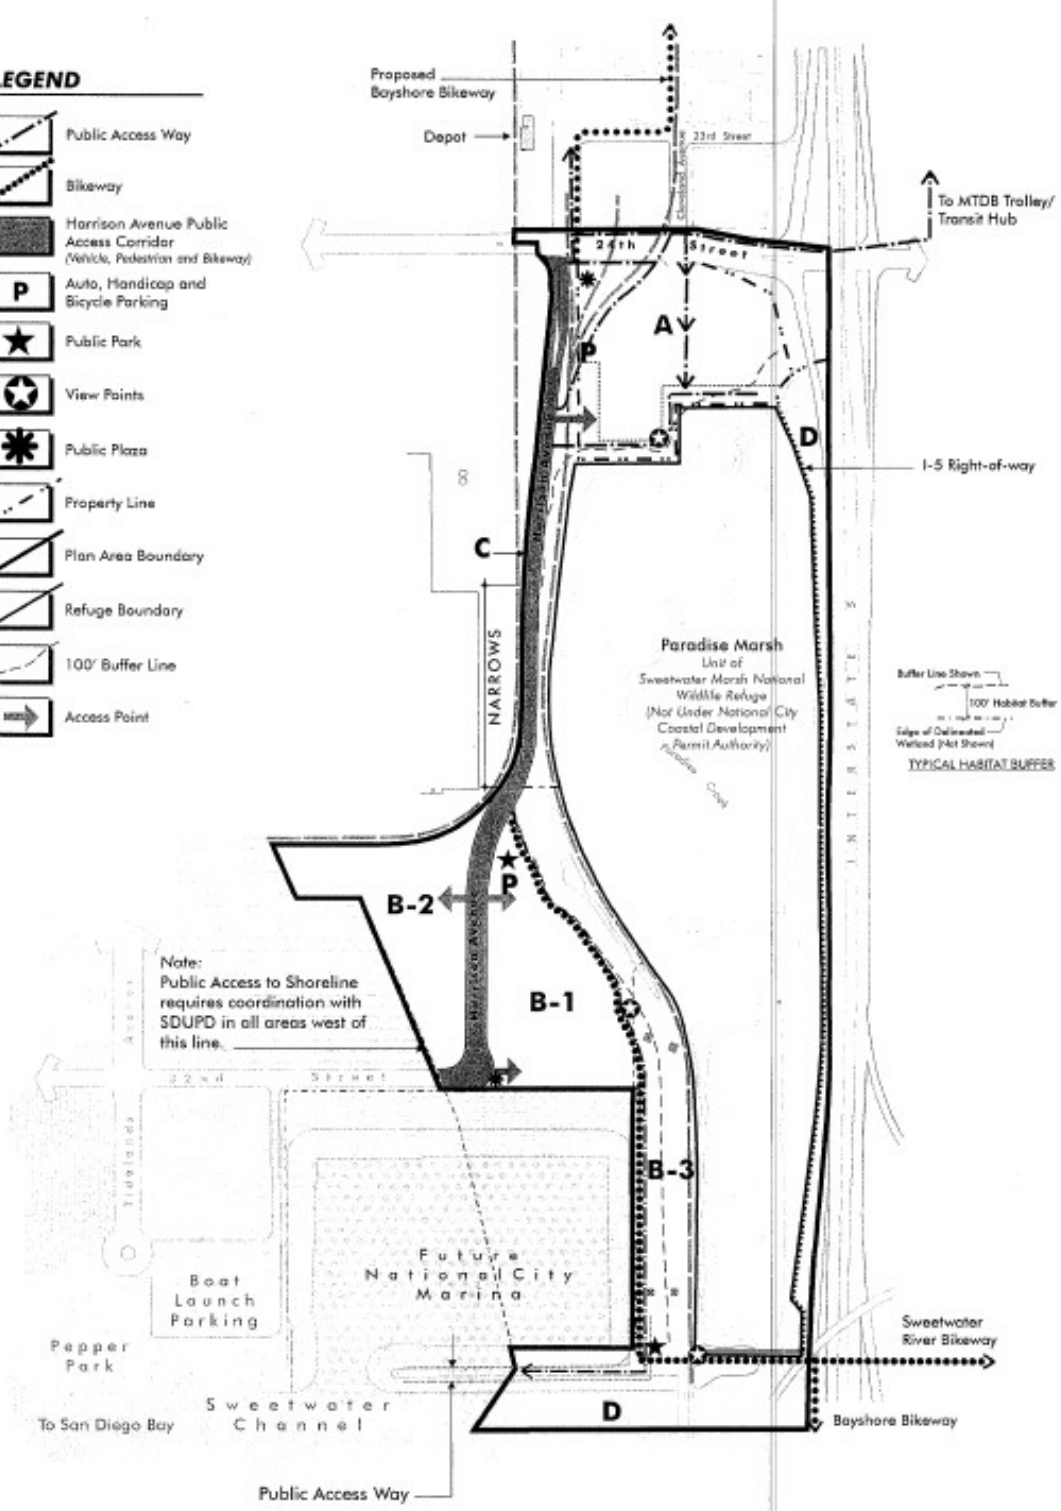 LEGEND
Public Access Way
Bikeway
Harrison Avenue Public
Access Corridor
(Vehicle, Pedestrian and Bikeway)
P
Auto, Handicap and
Bicycle Parking
Public Park
View Points
Public Plaza
Property Line
Plan Area Boundary
Refuge Boundary
100' Buffer Line
Access Point
Proposed
Bayshore Bikeway
Depot
23rd Street
Cleveland Avenue
To MTDB Trolley/
Transit Hub
24th Street
A
P
D
I-5 Right-of-way
Harrison Avenue
C
NARROWS
Paradise Marsh
Unit of
Sweetwater Marsh National
Wildlife Refuge
(Not Under National City
Coastal Development
Permit Authority)
Paradise Creek
INTERSTATE 5
Buffer Line Shown
100' Habitat Buffer
Edge of Delineated
Wetland (Not Shown)
TYPICAL HABITAT BUFFER
P
B-2
Harrison Avenue
B-1
Note:
Public Access to Shoreline
requires coordination with
SDUPD in all areas west of
this line.
32nd Street
Tidelands
B-3
Future
National City
Marina
Boat
Launch
Parking
Pepper
Park
Sweetwater
Channel
To San Diego Bay
D
Sweetwater
River Bikeway
Bayshore Bikeway
Public Access Way